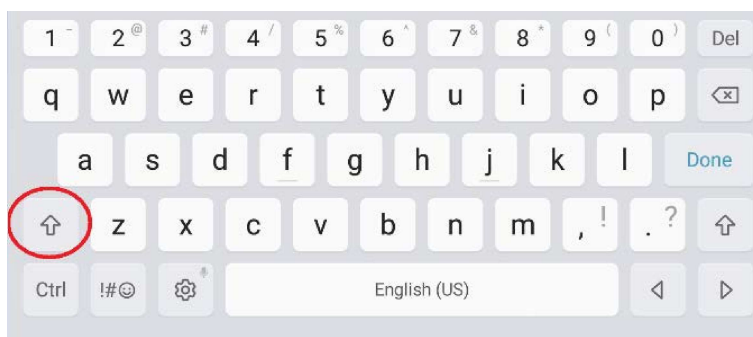 1 - 2 @ 3 # 4 / 5 % 6 ^ 7 & 8 * 9 ( 0 ) Del
q w e r t y u i o p
a s d f g h j k l Done
z x c v b n m , ! . ?
Ctrl !#☺ English (US)